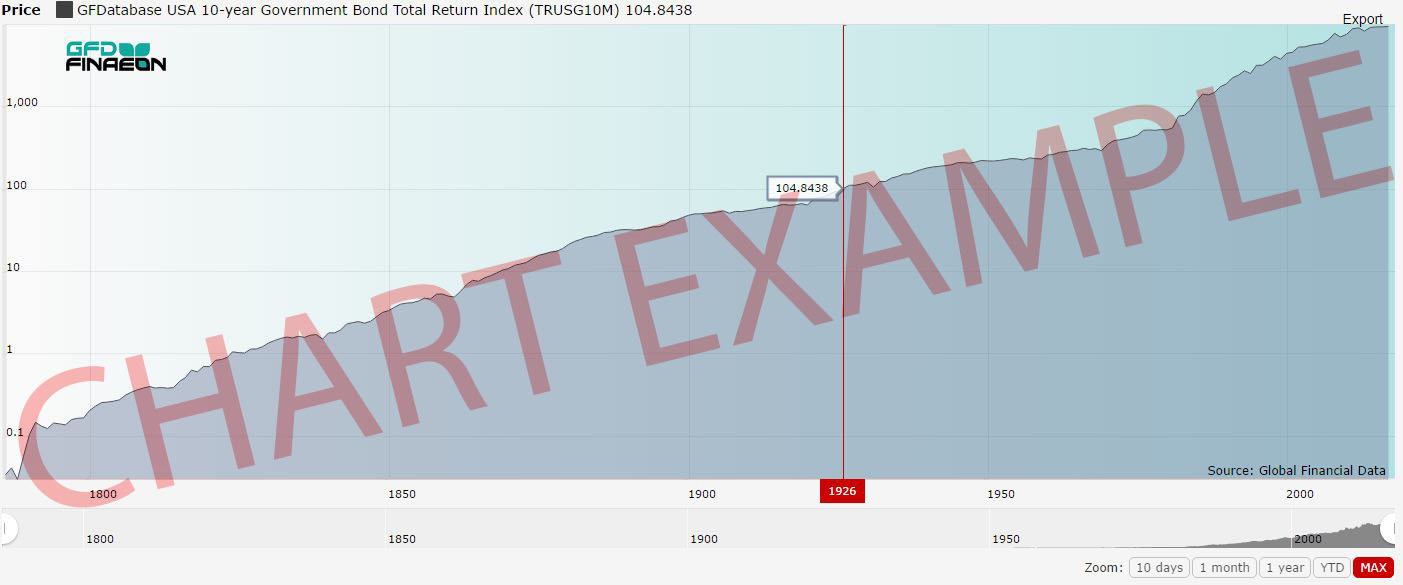 Price GFDatabase USA 10-year Government Bond Total Return Index (TRUSG10M) 104.8438
Export
GFD
FINAEON
1,000
100
104.8438
10
1
0.1
CHART EXAMPLE
Source: Global Financial Data
1800 1850 1900 1926 1950 2000
1800 1850 1900 1950 2000
Zoom: 10 days 1 month 1 year YTD MAX